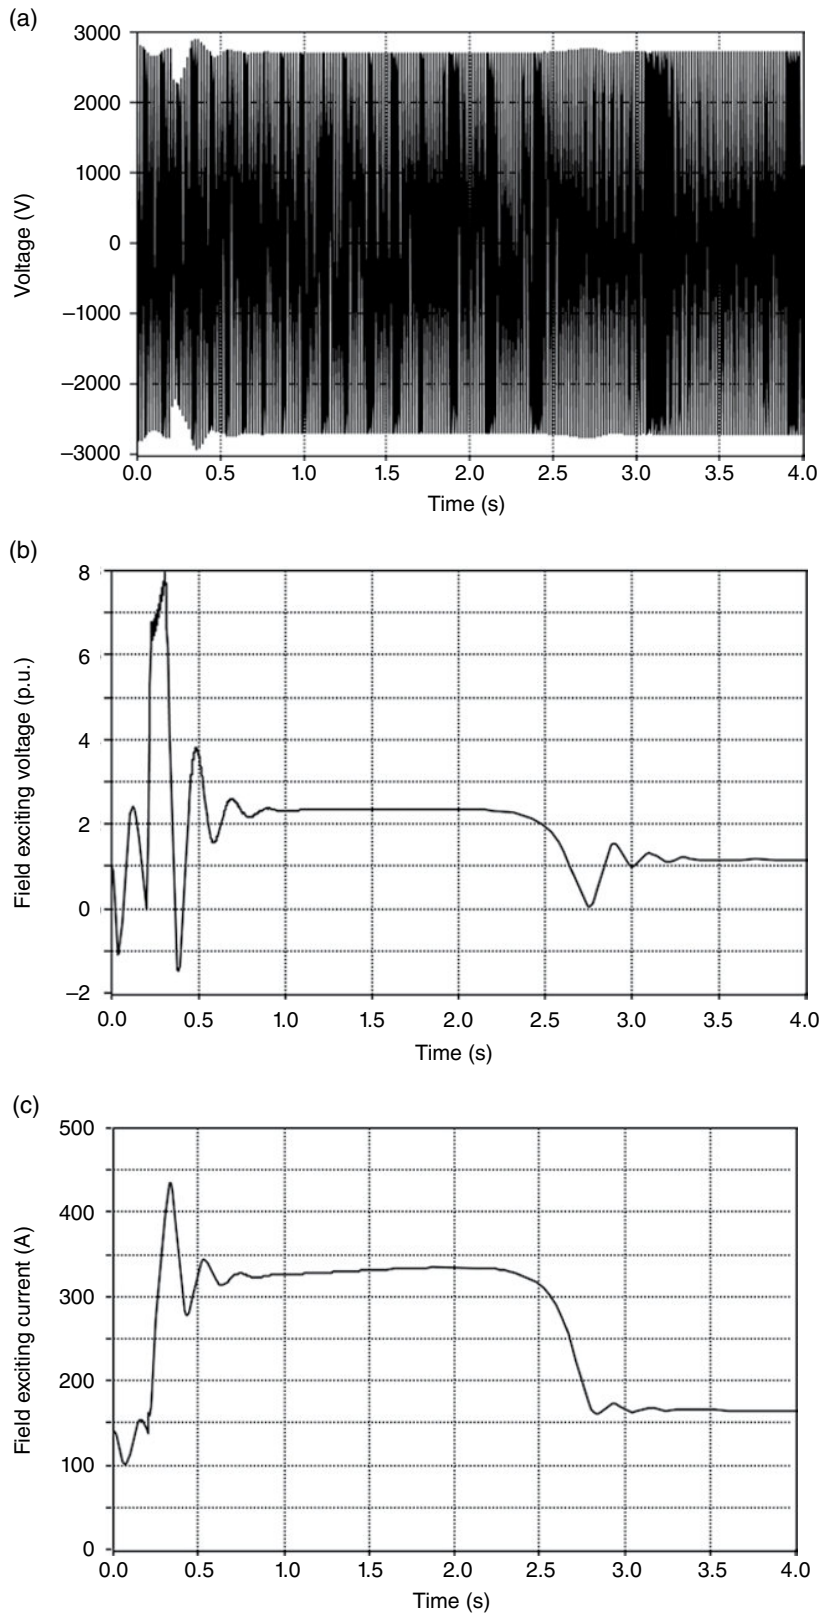 (a)
3000
2000
1000
0
–1000
–2000
–3000
Voltage (V)
0.0 0.5 1.0 1.5 2.0 2.5 3.0 3.5 4.0
Time (s)
(b)
8
6
4
2
0
–2
Field exciting voltage (p.u.)
0.0 0.5 1.0 1.5 2.0 2.5 3.0 3.5 4.0
Time (s)
(c)
500
400
300
200
100
0
Field exciting current (A)
0.0 0.5 1.0 1.5 2.0 2.5 3.0 3.5 4.0
Time (s)